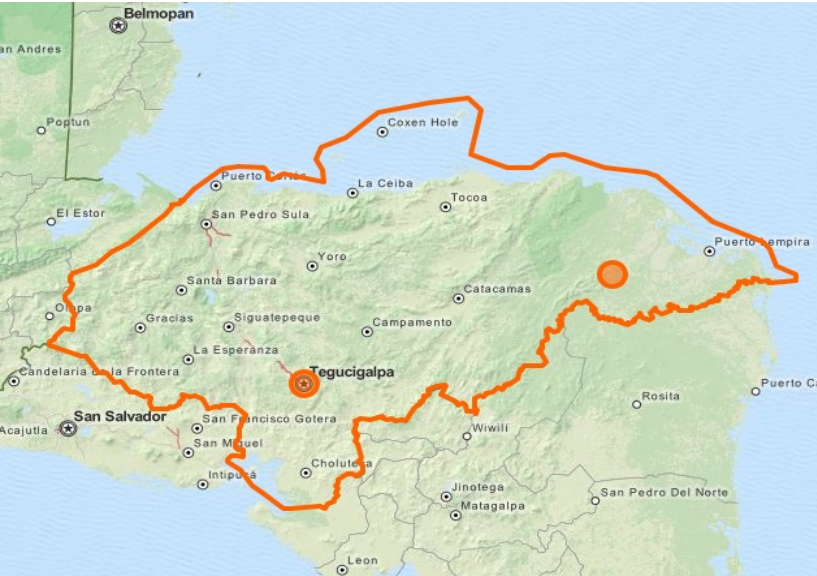 Belmopan
an Andres
Poptun
Coxen Hole
Puerto Cortés
La Ceiba
Tocoa
El Estor
San Pedro Sula
Puerto Lempira
Yoro
Santa Barbara
Catacamas
Olopa
Gracias
Siguatepeque
Campamento
La Esperanza
Candelaria de la Frontera
Tegucigalpa
Puerto Ca
Rosita
San Salvador
Acajutla
San Francisco Gotera
Wiwilí
San Miguel
Choluteca
Intipucá
Jinotega
San Pedro Del Norte
Matagalpa
Leon